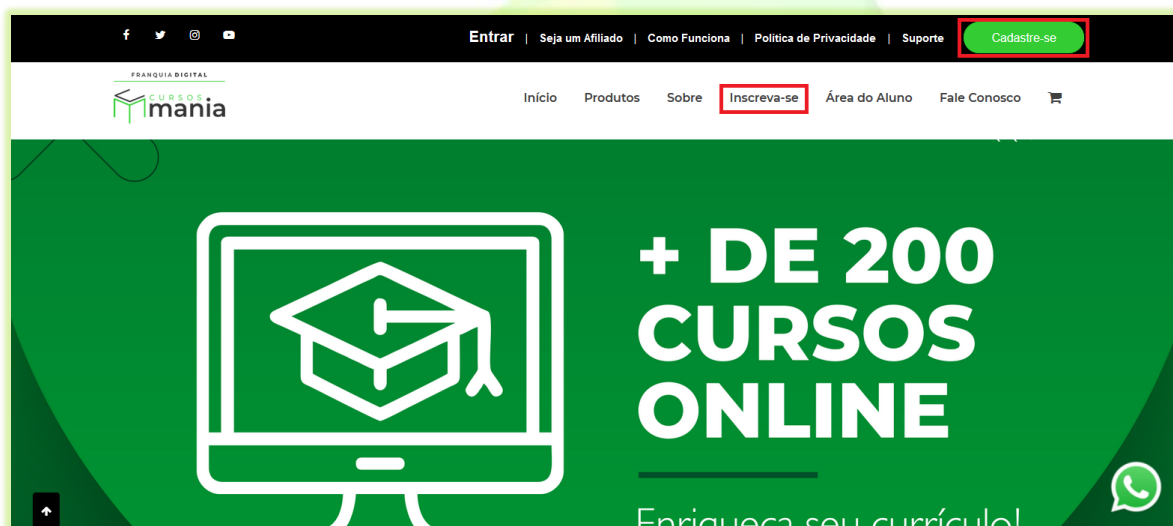 Entrar | Seja um Afiliado | Como Funciona | Politica de Privacidade | Suporte Cadastre-se
FRANQUIA DIGITAL
CURSOS
mania
Início Produtos Sobre Inscreva-se Área do Aluno Fale Conosco
+ DE 200
CURSOS
ONLINE
Enriqueça seu currículo!